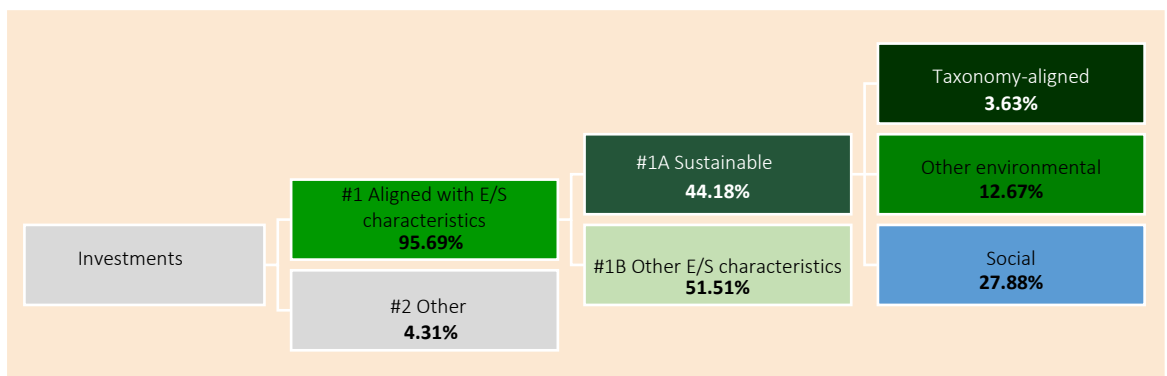 Investments
#1 Aligned with E/S
characteristics
95.69%
#2 Other
4.31%
#1A Sustainable
44.18%
#1B Other E/S characteristics
51.51%
Taxonomy-aligned
3.63%
Other environmental
12.67%
Social
27.88%